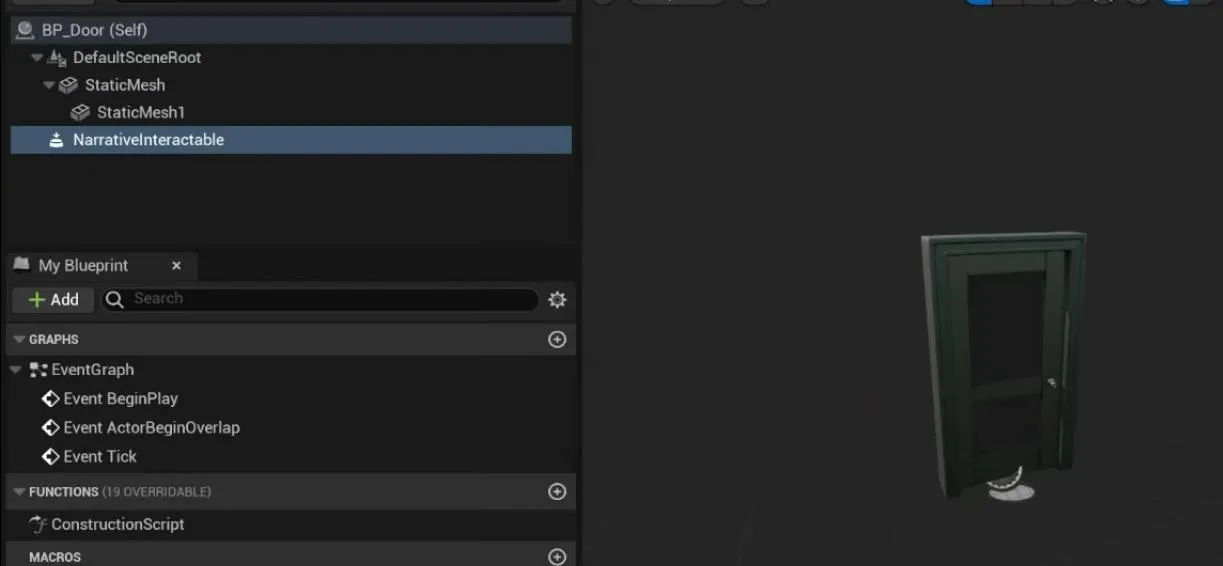 BP_Door (Self)
DefaultSceneRoot
StaticMesh
StaticMesh1
NarrativeInteractable
My Blueprint
Add
Search
GRAPHS
EventGraph
Event BeginPlay
Event ActorBeginOverlap
Event Tick
FUNCTIONS (19 OVERRIDABLE)
ConstructionScript
MACROS